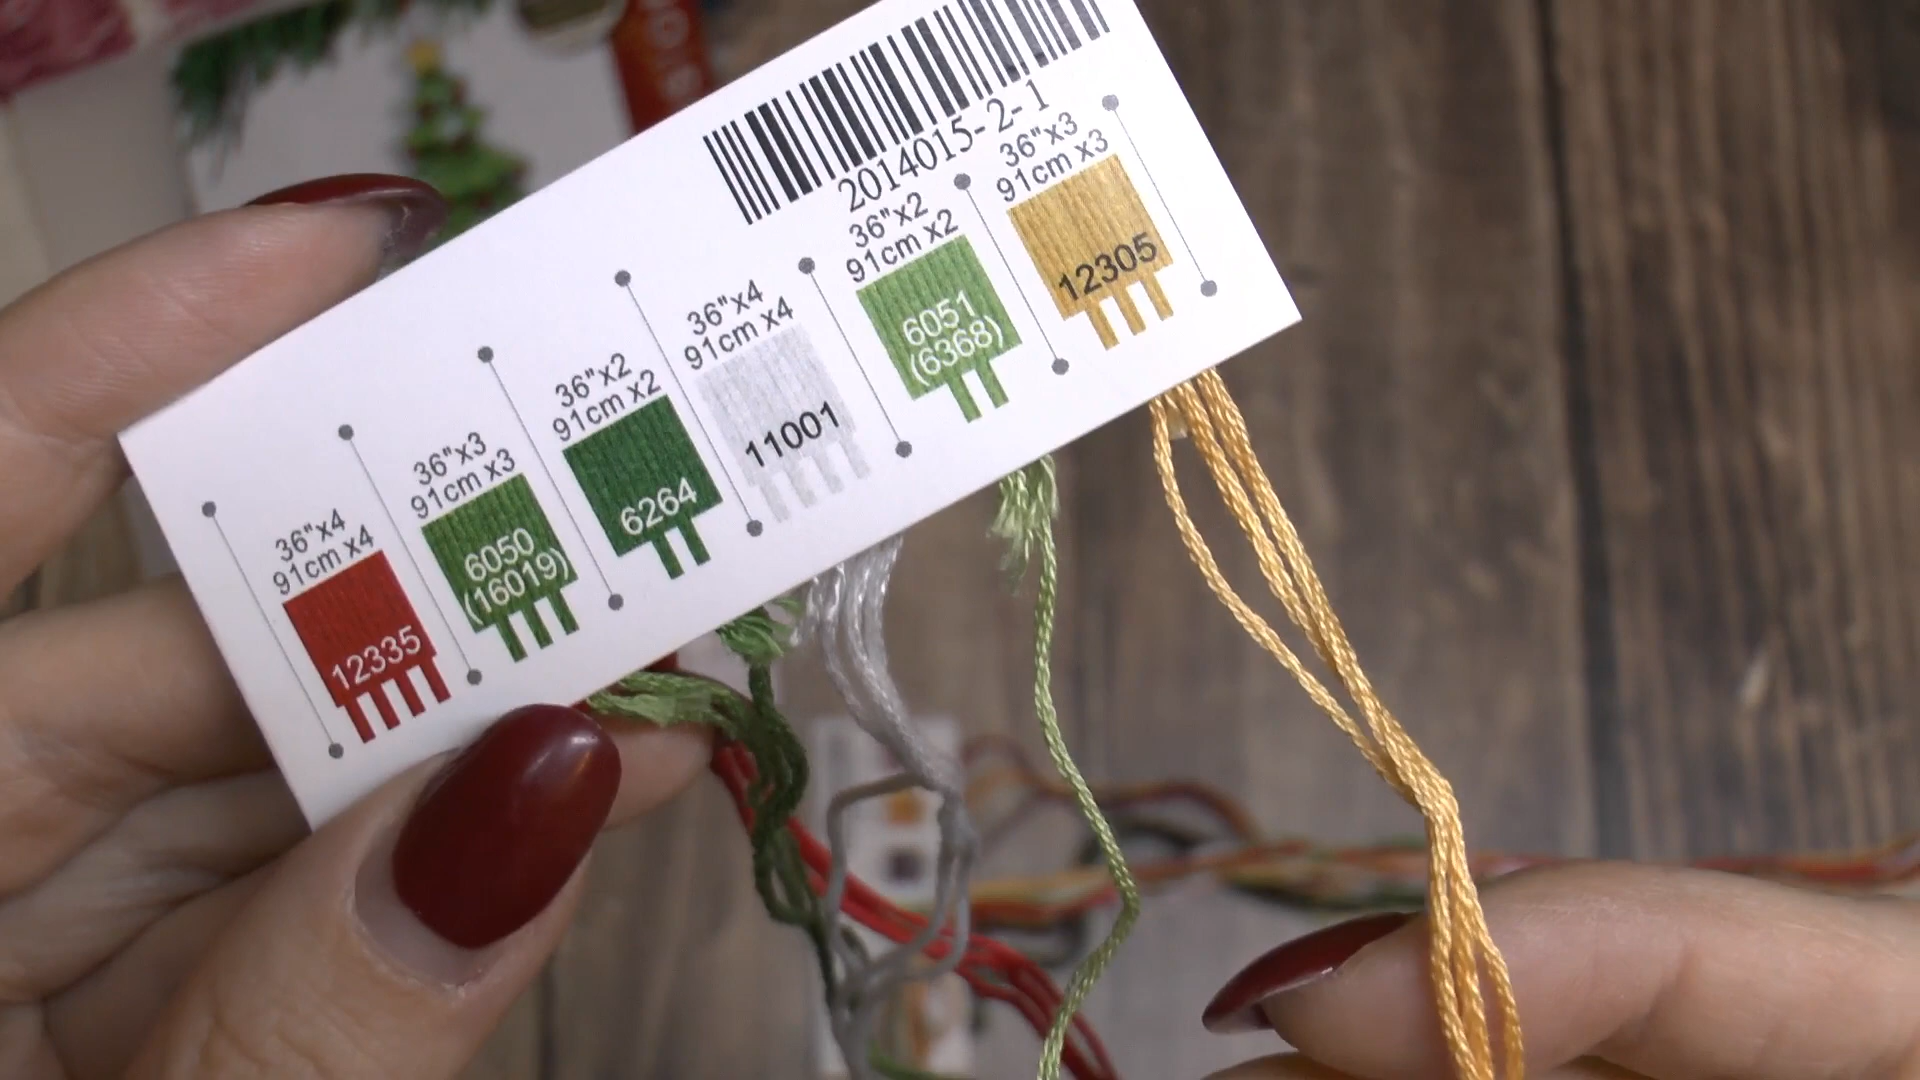 2014015-2-1
36"x4
91cm x4
12335
36"x3
91cm x3
6050
(16019)
36"x2
91cm x2
6264
36"x4
91cm x4
11001
36"x2
91cm x2
6051
(6368)
36"x3
91cm x3
12305